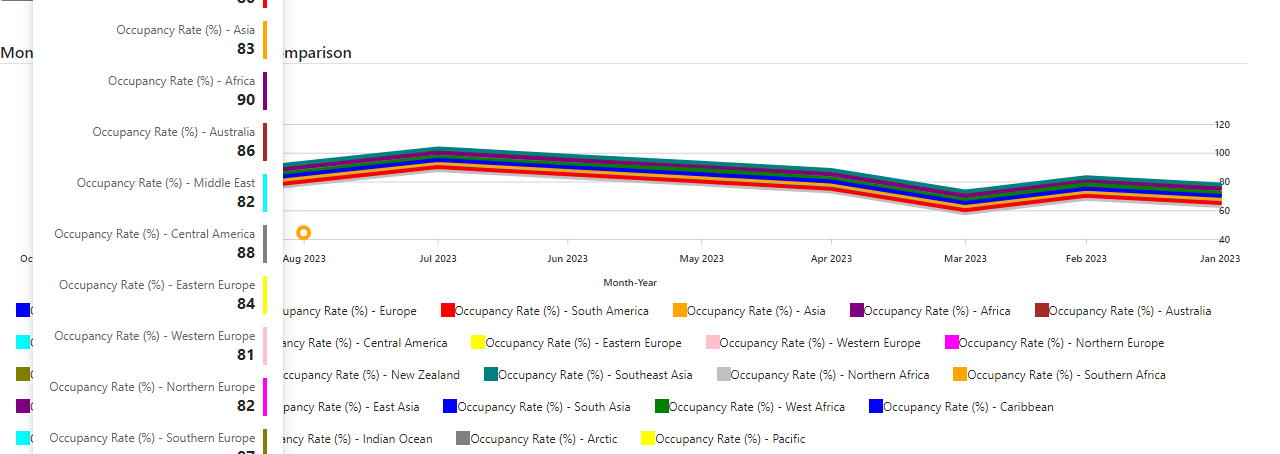 Occupancy Rate (%) - Asia
83
Mon mparison
Occupancy Rate (%) - Africa
90
Occupancy Rate (%) - Australia
86
Occupancy Rate (%) - Middle East
82
Occupancy Rate (%) - Central America
88
Occupancy Rate (%) - Eastern Europe
84
Occupancy Rate (%) - Western Europe
81
Occupancy Rate (%) - Northern Europe
82
Occupancy Rate (%) - Southern Europe
120
100
80
60
40
Oc Aug 2023 Jul 2023 Jun 2023 May 2023 Apr 2023 Mar 2023 Feb 2023 Jan 2023
Month-Year
upancy Rate (%) - Europe Occupancy Rate (%) - South America Occupancy Rate (%) - Asia Occupancy Rate (%) - Africa Occupancy Rate (%) - Australia
ancy Rate (%) - Central America Occupancy Rate (%) - Eastern Europe Occupancy Rate (%) - Western Europe Occupancy Rate (%) - Northern Europe
ccupancy Rate (%) - New Zealand Occupancy Rate (%) - Southeast Asia Occupancy Rate (%) - Northern Africa Occupancy Rate (%) - Southern Africa
pancy Rate (%) - East Asia Occupancy Rate (%) - South Asia Occupancy Rate (%) - West Africa Occupancy Rate (%) - Caribbean
ancy Rate (%) - Indian Ocean Occupancy Rate (%) - Arctic Occupancy Rate (%) - Pacific